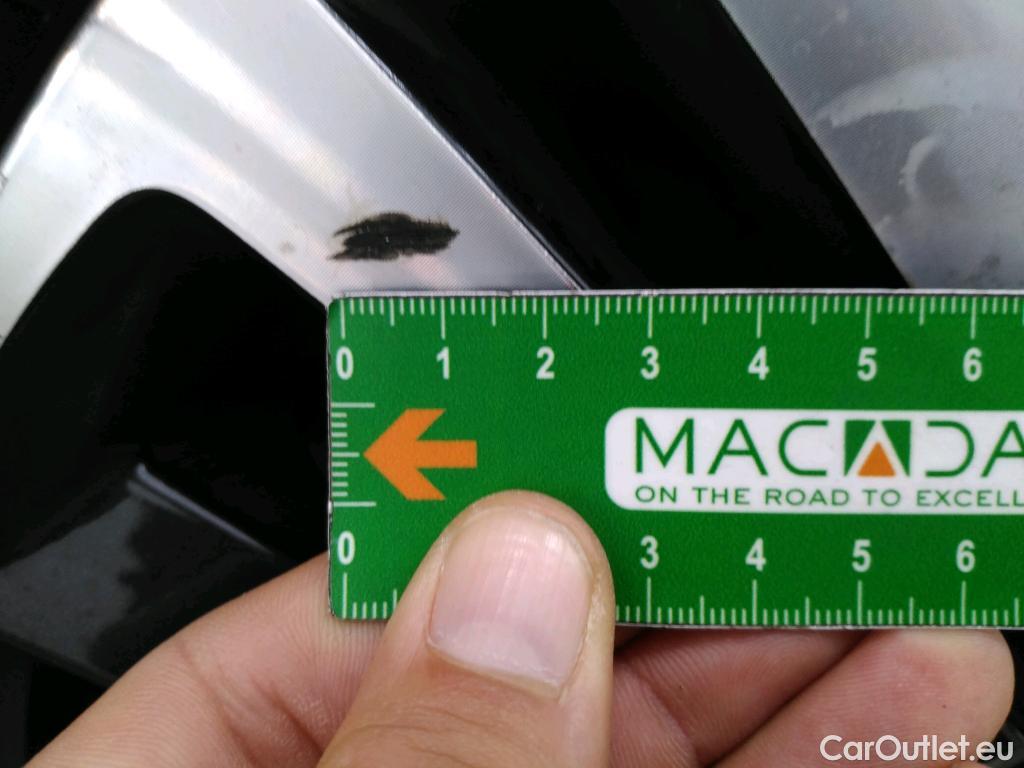 0 1 2 3 4 5 6
MACADA
ON THE ROAD TO EXCELL
0 3 4 5 6
CarOutlet.eu